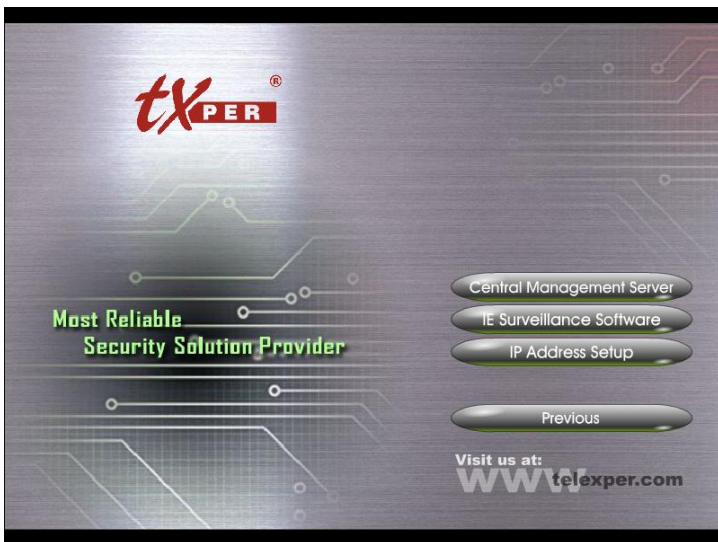 txPER®
Most Reliable
Security Solution Provider
Central Management Server
IE Surveillance Software
IP Address Setup
Previous
Visit us at:
WWW.telexper.com